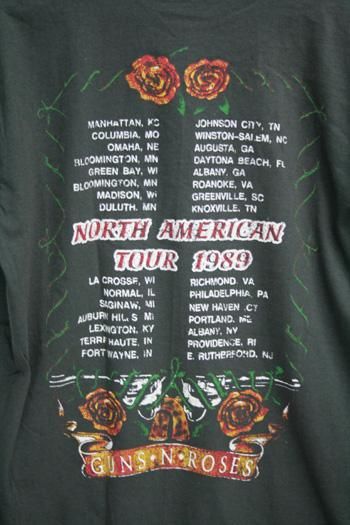 MANHATTAN, KS
COLUMBIA, MO
OMAHA, NE
BLOOMINGTON, MN
GREEN BAY, WI
BLOOMINGTON, MN
MADISON, WI
DULUTH, MN
JOHNSON CITY, TN
WINSTON-SALEM, NC
AUGUSTA, GA
DAYTONA BEACH, FL
ALBANY, GA
ROANOKE, VA
GREENVILLE, SC
KNOXVILLE, TN
NORTH AMERICAN
TOUR 1989
LA CROSSE, WI
NORMAL, IL
SAGINAW, MI
AUBURN HILLS MI
LEXINGTON, KY
TERRE HAUTE, IN
FORT WAYNE, IN
RICHMOND, VA
PHILADELPHIA, PA
NEW HAVEN ,CT
PORTLAND, ME
ALBANY, NY
PROVIDENCE, RI
E. RUTHERFORD, NJ
GUNS·N·ROSES